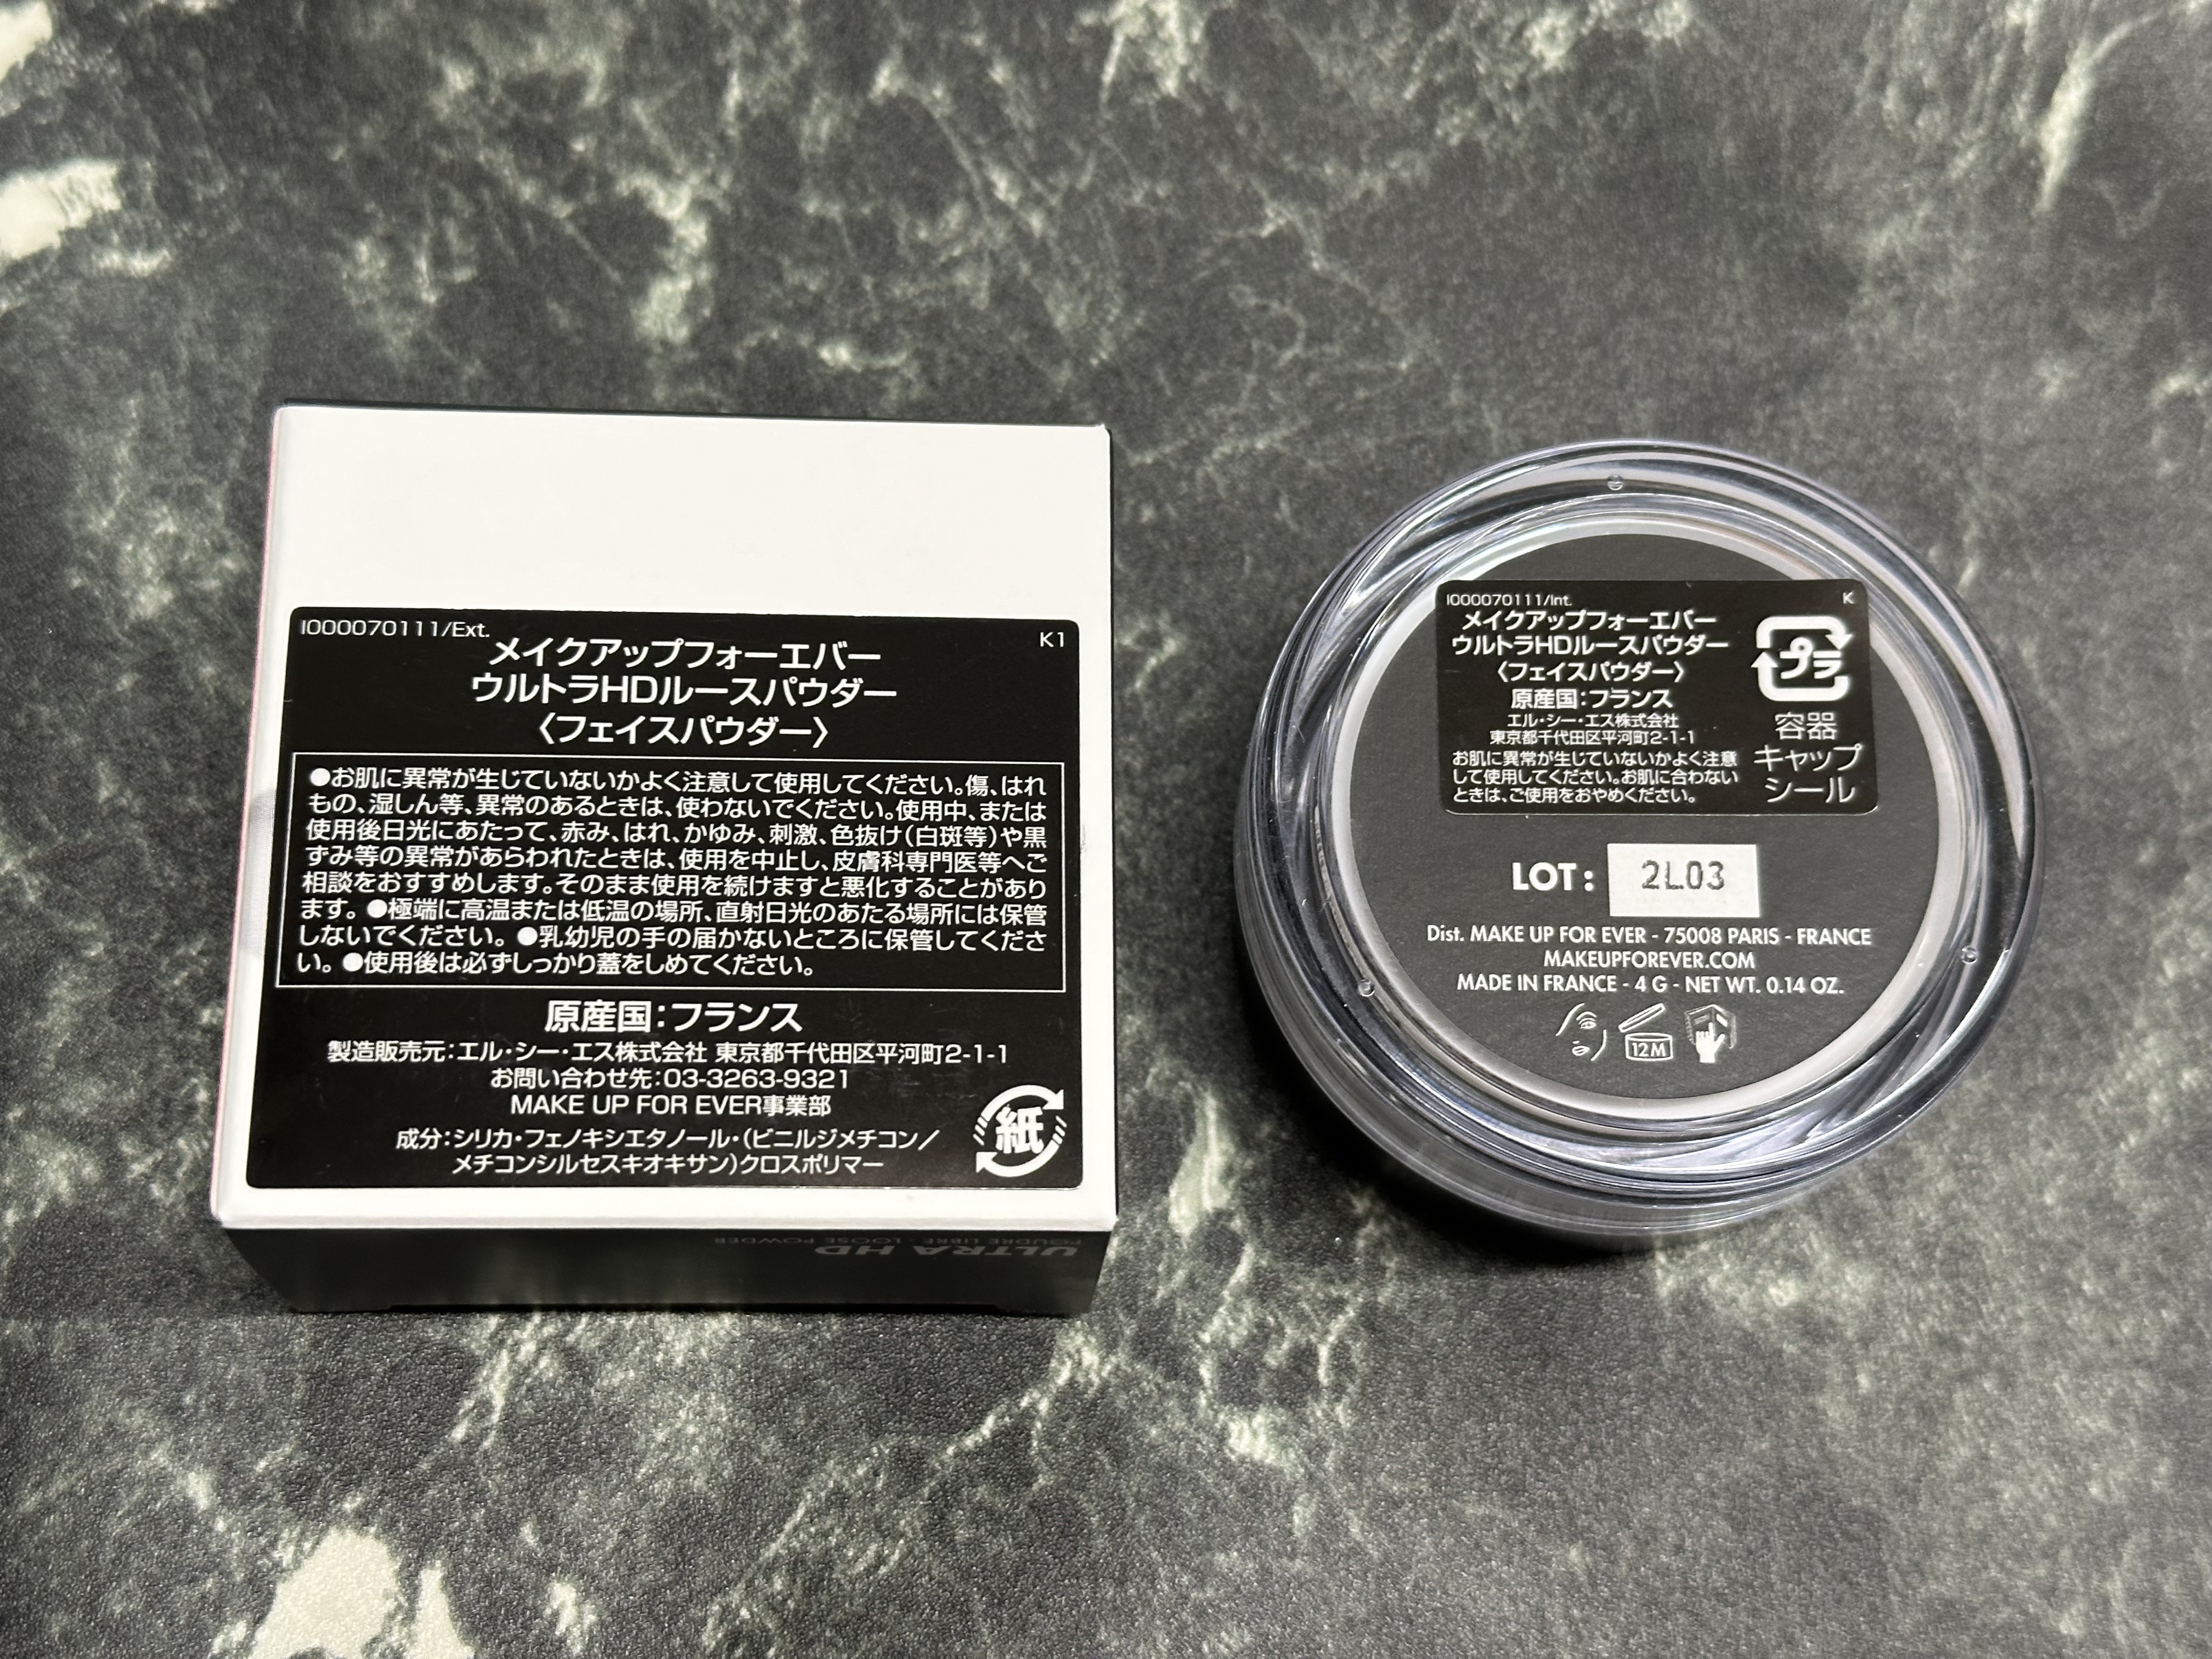 I000070111/Ext.
K1
メイクアップフォーエバー
ウルトラHDルースパウダー
〈フェイスパウダー〉
●お肌に異常が生じていないかよく注意して使用してください。傷、はれ
もの、湿しん等、異常のあるときは、使わないでください。使用中、または
使用後日光にあたって、赤み、はれ、かゆみ、刺激、色抜け(白斑等)や黒
ずみ等の異常があらわれたときは、使用を中止し、皮膚科専門医等へご
相談をおすすめします。そのまま使用を続けますと悪化することがあり
ます。●極端に高温または低温の場所、直射日光のあたる場所には保管
しないでください。●乳幼児の手の届かないところに保管してくださ
い。●使用後は必ずしっかり蓋をしめてください。
原産国：フランス
製造販売元：エル・シー・エス株式会社 東京都千代田区平河町2-1-1
お問い合わせ先：03-3263-9321
MAKE UP FOR EVER事業部
成分：シリカ・フェノキシエタノール・(ビニルジメチコン／
メチコンシルセスキオキサン)クロスポリマー
紙
ULTRA HD
POUDRE LIBRE - LOOSE POWDER
I000070111/Int.
K
メイクアップフォーエバー
ウルトラHDルースパウダー
〈フェイスパウダー〉
原産国：フランス
エル・シー・エス株式会社
東京都千代田区平河町2-1-1
お肌に異常が生じていないかよく注意
して使用してください。お肌に合わない
ときは、ご使用をおやめください。
プラ
容器
キャップ
シール
LOT: 2L03
Dist. MAKE UP FOR EVER - 75008 PARIS - FRANCE
MAKEUPFOREVER.COM
MADE IN FRANCE - 4 G - NET WT. 0.14 OZ.
12M